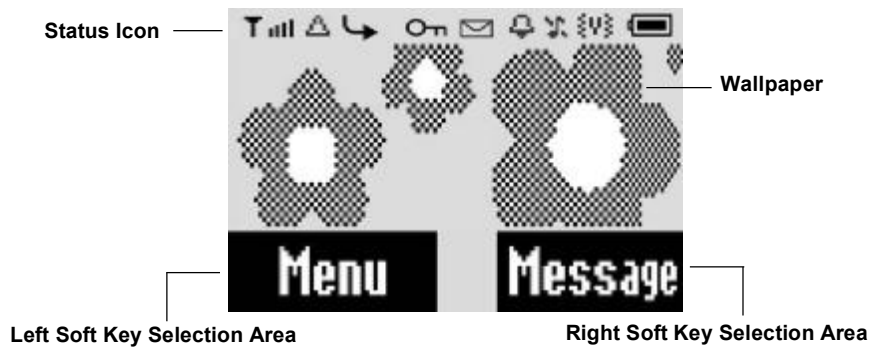 Status Icon
Wallpaper
Menu
Message
Left Soft Key Selection Area
Right Soft Key Selection Area